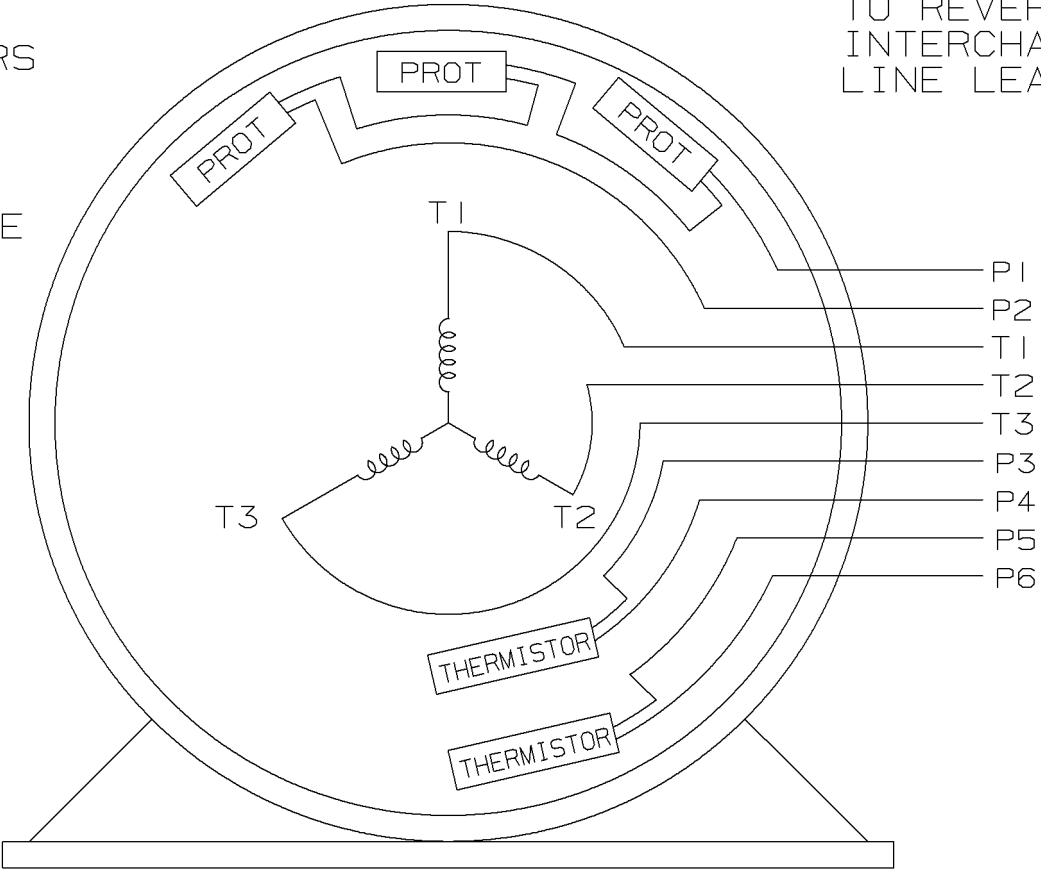 TO
INTERCHA
LINE LEA
RS
E
PROT
PROT
PROT
T1
T3
T2
P1
P2
T1
T2
T3
P3
P4
P5
P6
THERMISTOR
THERMISTOR